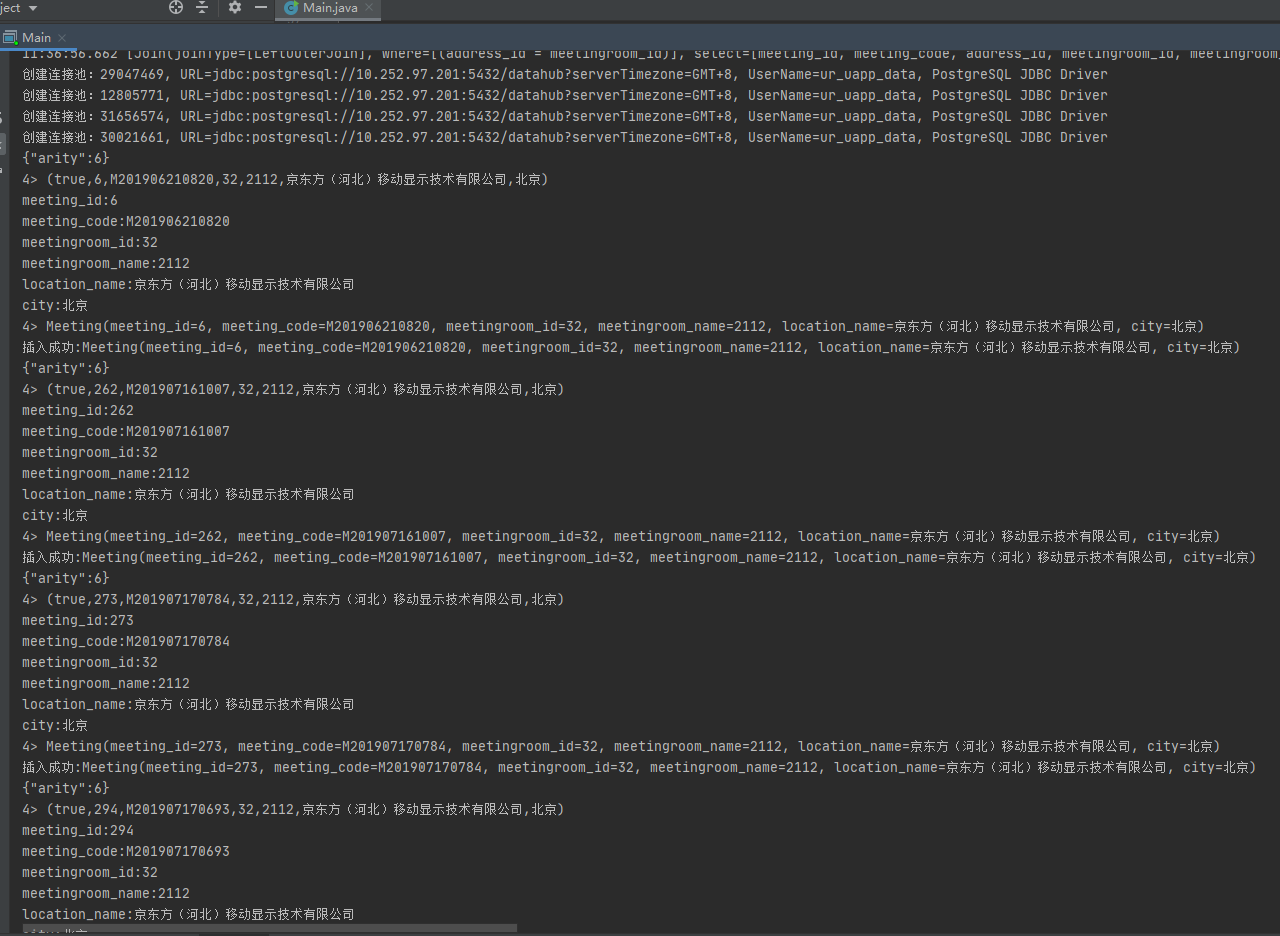 ject
Main.java
Main
11:36:56.662 [Join(joinType=[LeftOuterJoin], where=[(address_id = meetingroom_id)], select=[meeting_id, meeting_code, address_id, meetingroom_id, meetingroom
创建连接池：29047469, URL=jdbc:postgresql://10.252.97.201:5432/datahub?serverTimezone=GMT+8, UserName=ur_uapp_data, PostgreSQL JDBC Driver
创建连接池：12805771, URL=jdbc:postgresql://10.252.97.201:5432/datahub?serverTimezone=GMT+8, UserName=ur_uapp_data, PostgreSQL JDBC Driver
创建连接池：31656574, URL=jdbc:postgresql://10.252.97.201:5432/datahub?serverTimezone=GMT+8, UserName=ur_uapp_data, PostgreSQL JDBC Driver
创建连接池：30021661, URL=jdbc:postgresql://10.252.97.201:5432/datahub?serverTimezone=GMT+8, UserName=ur_uapp_data, PostgreSQL JDBC Driver
{"arity":6}
4> (true,6,M201906210820,32,2112,京东方（河北）移动显示技术有限公司,北京)
meeting_id:6
meeting_code:M201906210820
meetingroom_id:32
meetingroom_name:2112
location_name:京东方（河北）移动显示技术有限公司
city:北京
4> Meeting(meeting_id=6, meeting_code=M201906210820, meetingroom_id=32, meetingroom_name=2112, location_name=京东方（河北）移动显示技术有限公司, city=北京)
插入成功:Meeting(meeting_id=6, meeting_code=M201906210820, meetingroom_id=32, meetingroom_name=2112, location_name=京东方（河北）移动显示技术有限公司, city=北京)
{"arity":6}
4> (true,262,M201907161007,32,2112,京东方（河北）移动显示技术有限公司,北京)
meeting_id:262
meeting_code:M201907161007
meetingroom_id:32
meetingroom_name:2112
location_name:京东方（河北）移动显示技术有限公司
city:北京
4> Meeting(meeting_id=262, meeting_code=M201907161007, meetingroom_id=32, meetingroom_name=2112, location_name=京东方（河北）移动显示技术有限公司, city=北京)
插入成功:Meeting(meeting_id=262, meeting_code=M201907161007, meetingroom_id=32, meetingroom_name=2112, location_name=京东方（河北）移动显示技术有限公司, city=北京)
{"arity":6}
4> (true,273,M201907170784,32,2112,京东方（河北）移动显示技术有限公司,北京)
meeting_id:273
meeting_code:M201907170784
meetingroom_id:32
meetingroom_name:2112
location_name:京东方（河北）移动显示技术有限公司
city:北京
4> Meeting(meeting_id=273, meeting_code=M201907170784, meetingroom_id=32, meetingroom_name=2112, location_name=京东方（河北）移动显示技术有限公司, city=北京)
插入成功:Meeting(meeting_id=273, meeting_code=M201907170784, meetingroom_id=32, meetingroom_name=2112, location_name=京东方（河北）移动显示技术有限公司, city=北京)
{"arity":6}
4> (true,294,M201907170693,32,2112,京东方（河北）移动显示技术有限公司,北京)
meeting_id:294
meeting_code:M201907170693
meetingroom_id:32
meetingroom_name:2112
location_name:京东方（河北）移动显示技术有限公司